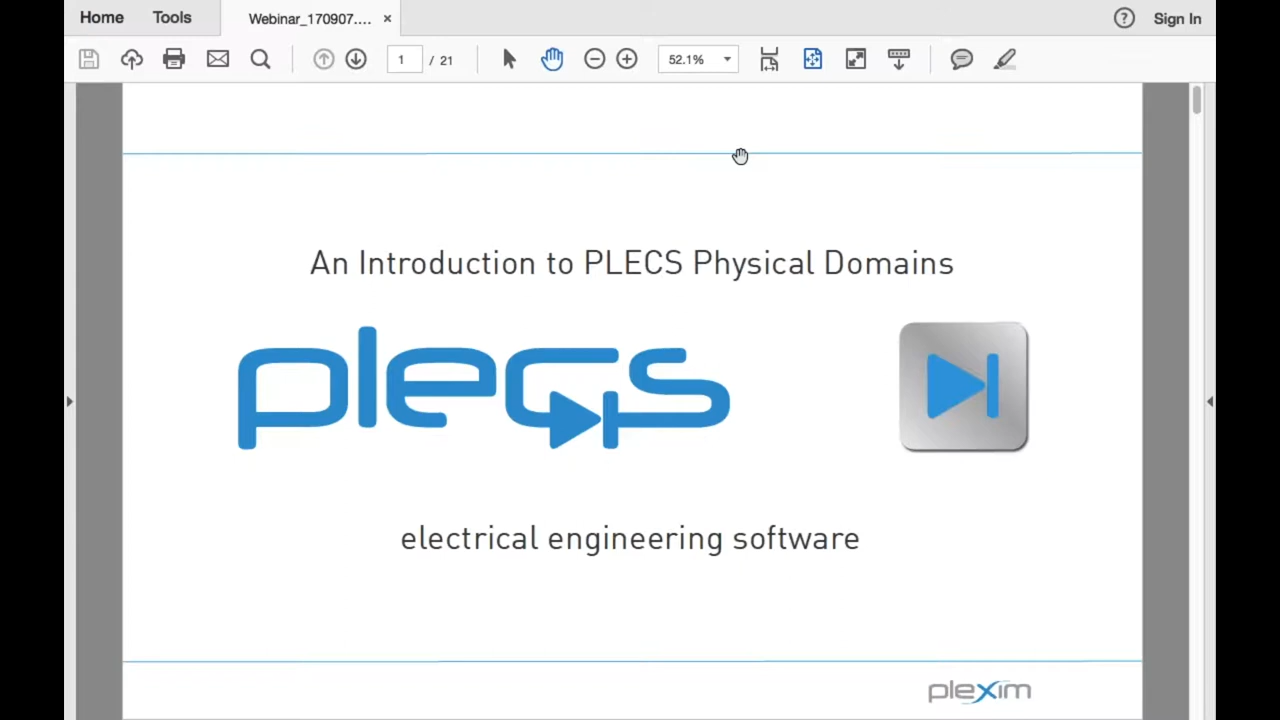 Home Tools Webinar_170907.... × ? Sign In
1 / 21 52.1%
An Introduction to PLECS Physical Domains
plecs
electrical engineering software
plexim